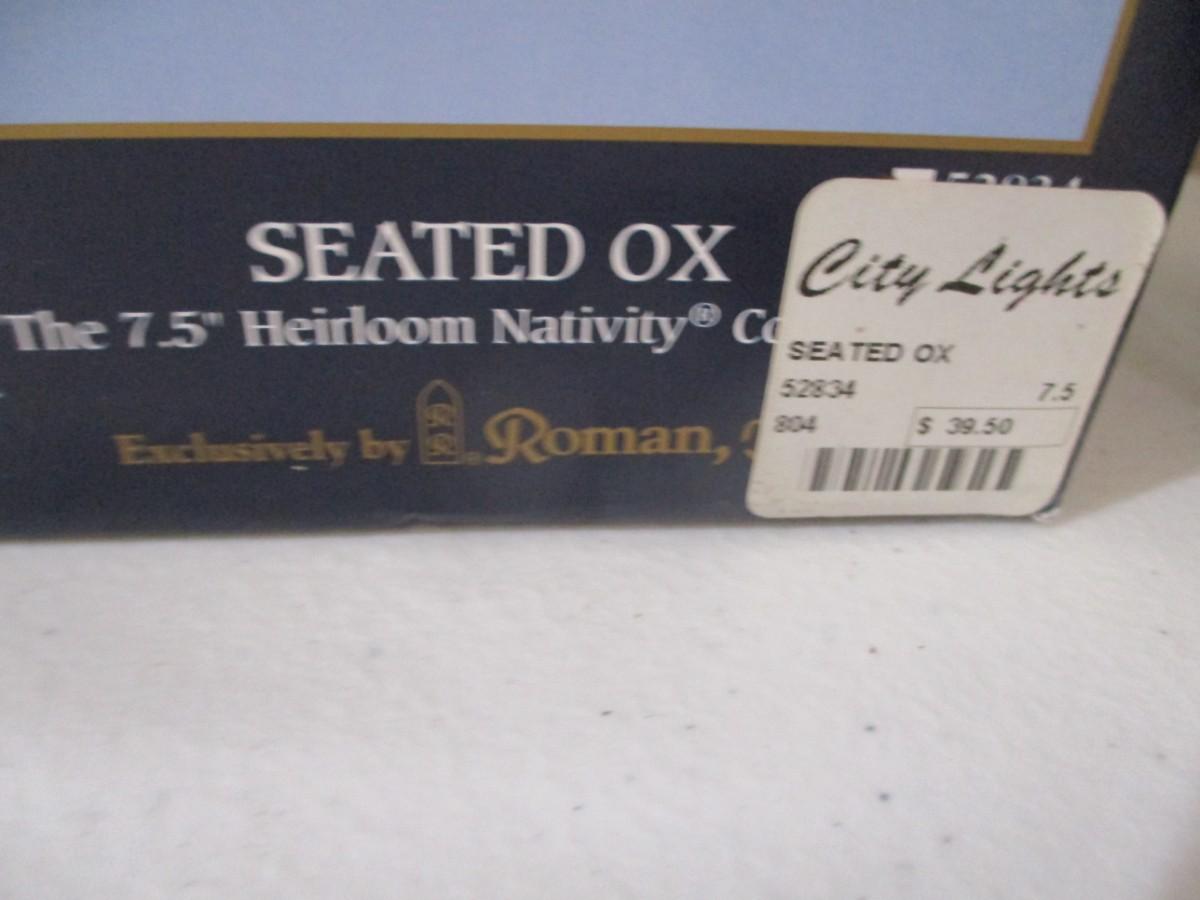 52834
SEATED OX
The 7.5" Heirloom Nativity® Co
Exclusively by Roman,
City Lights
SEATED OX
52834 7.5
804 $ 39.50